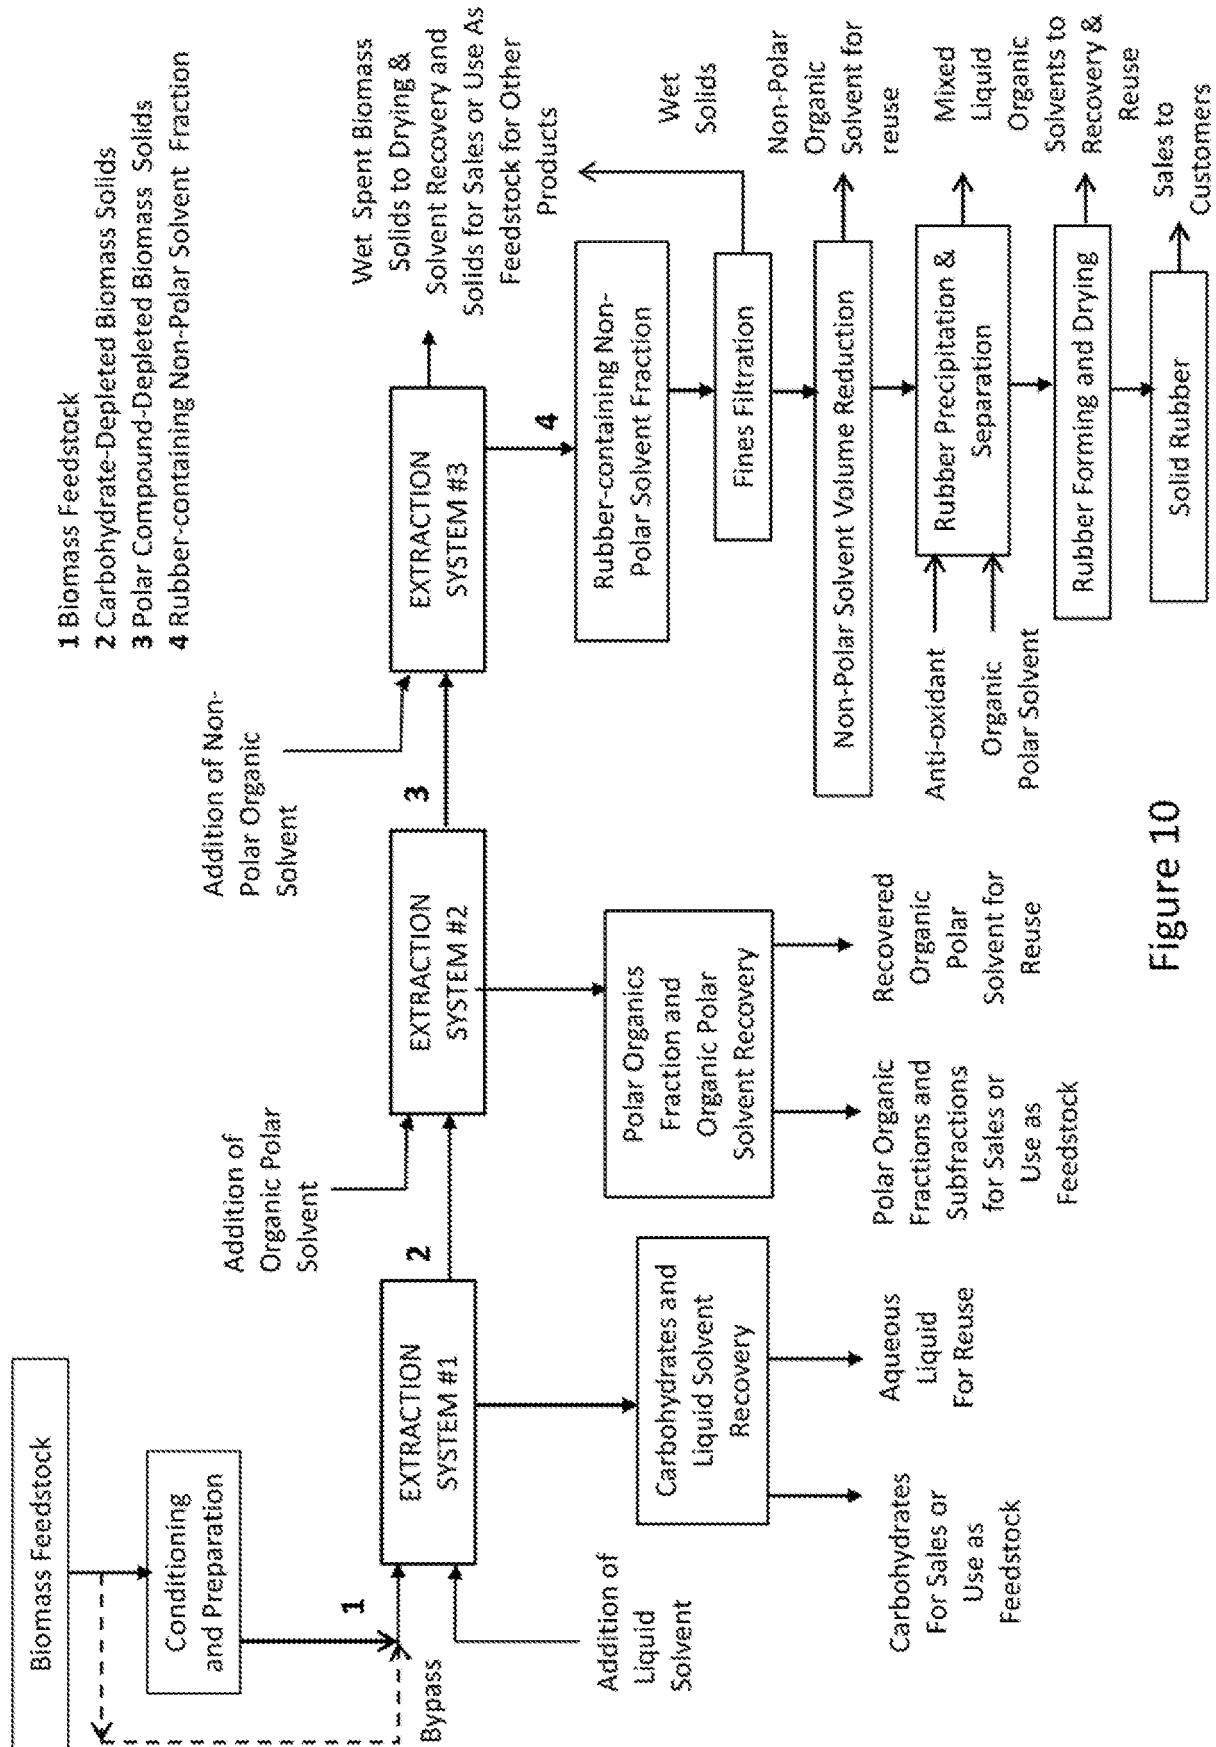 1 Biomass Feedstock
2 Carbohydrate-Depleted Biomass Solids
3 Polar Compound-Depleted Biomass Solids
4 Rubber-containing Non-Polar Solvent Fraction
Biomass Feedstock
Conditioning
and Preparation
Bypass
1
Addition of
Liquid
Solvent
EXTRACTION
SYSTEM #1
Carbohydrates and
Liquid Solvent
Recovery
Carbohydrates
For Sales or
Use as
Feedstock
Aqueous
Liquid
For Reuse
2
Addition of
Organic Polar
Solvent
EXTRACTION
SYSTEM #2
Polar Organics
Fraction and
Organic Polar
Solvent Recovery
Polar Organic
Fractions and
Subfractions
for Sales or
Use as
Feedstock
Recovered
Organic
Polar
Solvent for
Reuse
3
Addition of Non-
Polar Organic
Solvent
EXTRACTION
SYSTEM #3
Wet Spent Biomass
Solids to Drying &
Solvent Recovery and
Solids for Sales or Use As
Feedstock for Other
Products
4
Rubber-containing Non-
Polar Solvent Fraction
Fines Filtration
Wet
Solids
Non-Polar Solvent Volume Reduction
Non-Polar
Organic
Solvent for
reuse
Anti-oxidant
Organic
Polar Solvent
Rubber Precipitation &
Separation
Mixed
Liquid
Organic
Solvents to
Recovery &
Reuse
Rubber Forming and Drying
Solid Rubber
Sales to
Customers
Figure 10